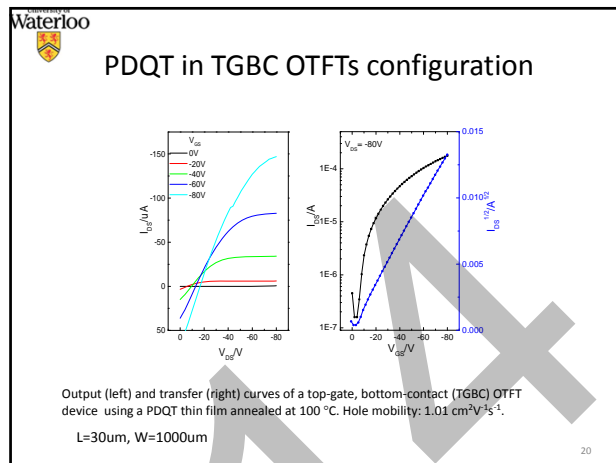 University of
Waterloo
PDQT in TGBC OTFTs configuration
V_GS
0V
-20V
-40V
-60V
-80V
-150
-100
-50
0
50
I_DS/uA
0 -20 -40 -60 -80
V_DS/V
V_DS= -80V
1E-4
1E-5
1E-6
1E-7
I_DS/A
0.015
0.010
0.005
0.000
I_DS^1/2/A^1/2
0 -20 -40 -60 -80
V_GS/V
Output (left) and transfer (right) curves of a top-gate, bottom-contact (TGBC) OTFT
device using a PDQT thin film annealed at 100 °C. Hole mobility: 1.01 cm²V⁻¹s⁻¹.
L=30um, W=1000um
20